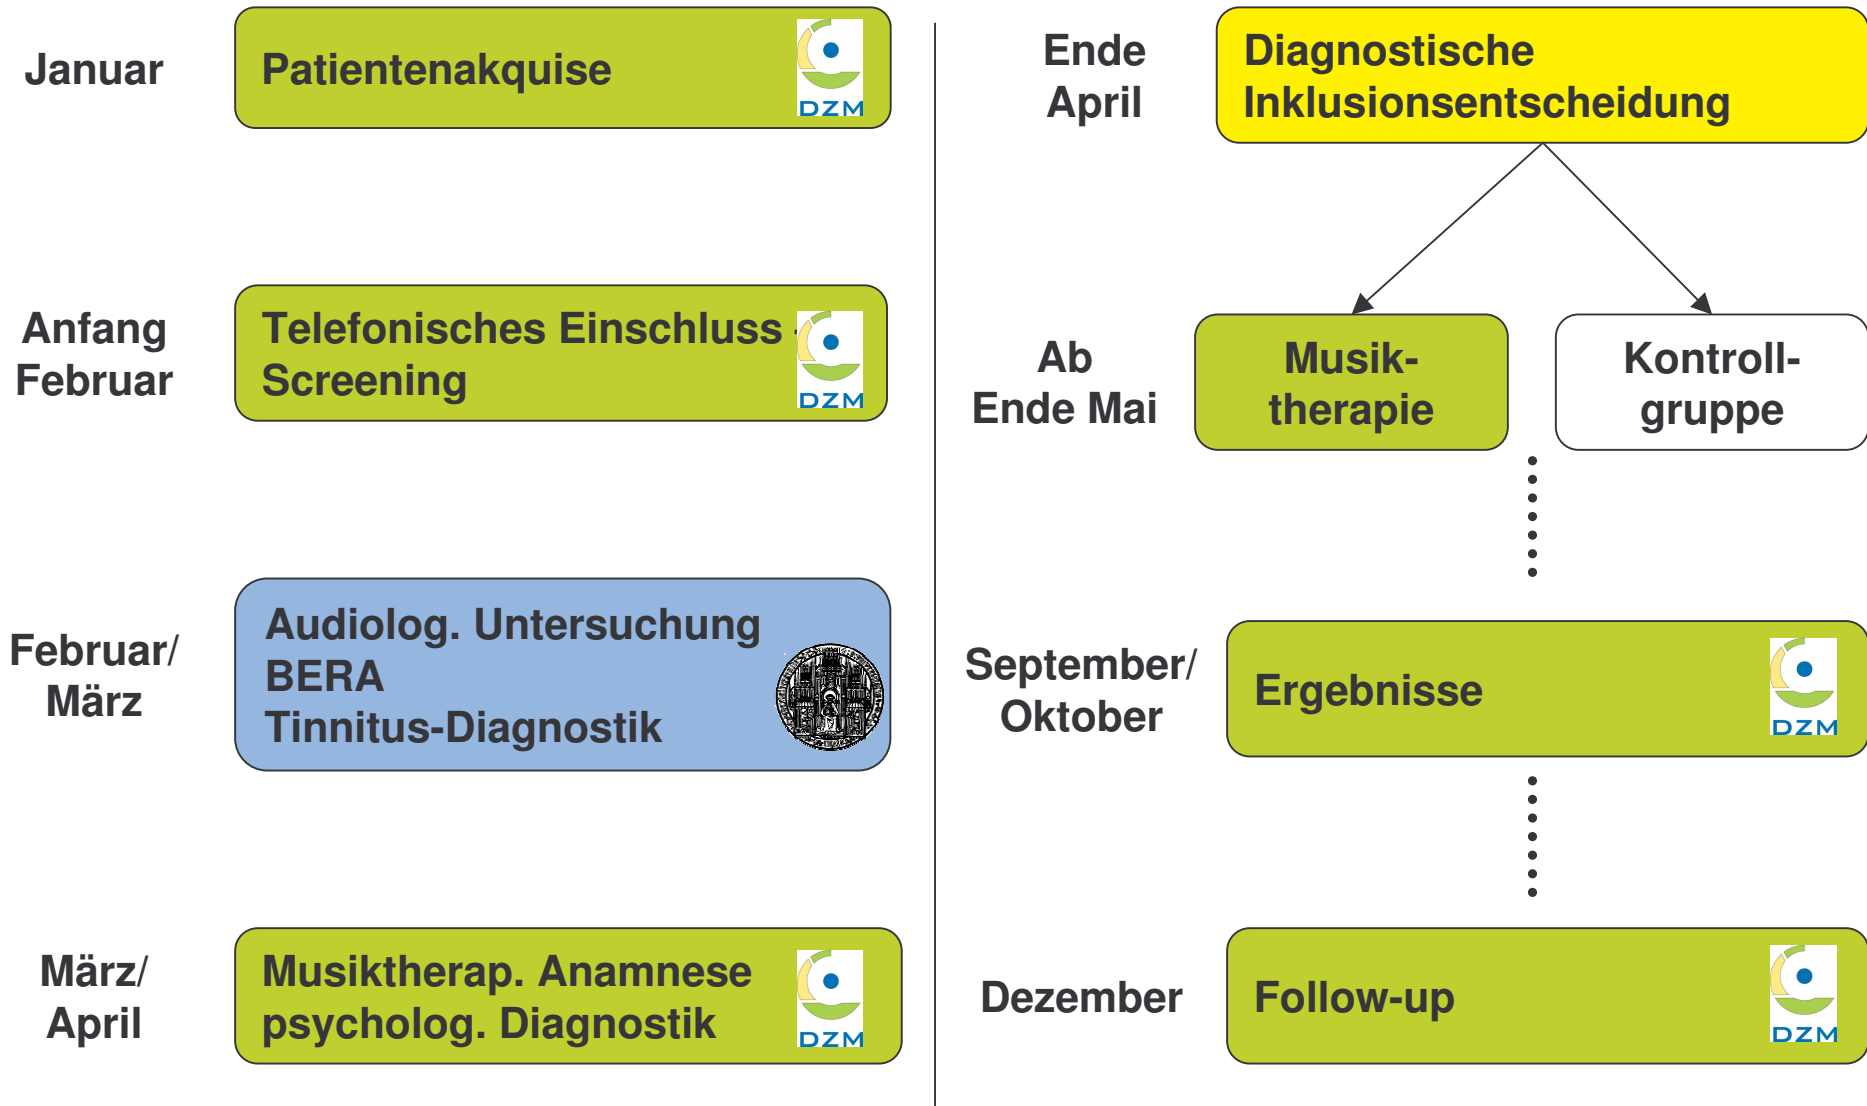 Januar
Patientenakquise
DZM
Anfang
Februar
Telefonisches Einschluss -
Screening
DZM
Februar/
März
Audiolog. Untersuchung
BERA
Tinnitus-Diagnostik
März/
April
Musiktherap. Anamnese
psycholog. Diagnostik
DZM
Ende
April
Diagnostische
Inklusionsentscheidung
Ab
Ende Mai
Musik-
therapie
Kontroll-
gruppe
September/
Oktober
Ergebnisse
DZM
Dezember
Follow-up
DZM